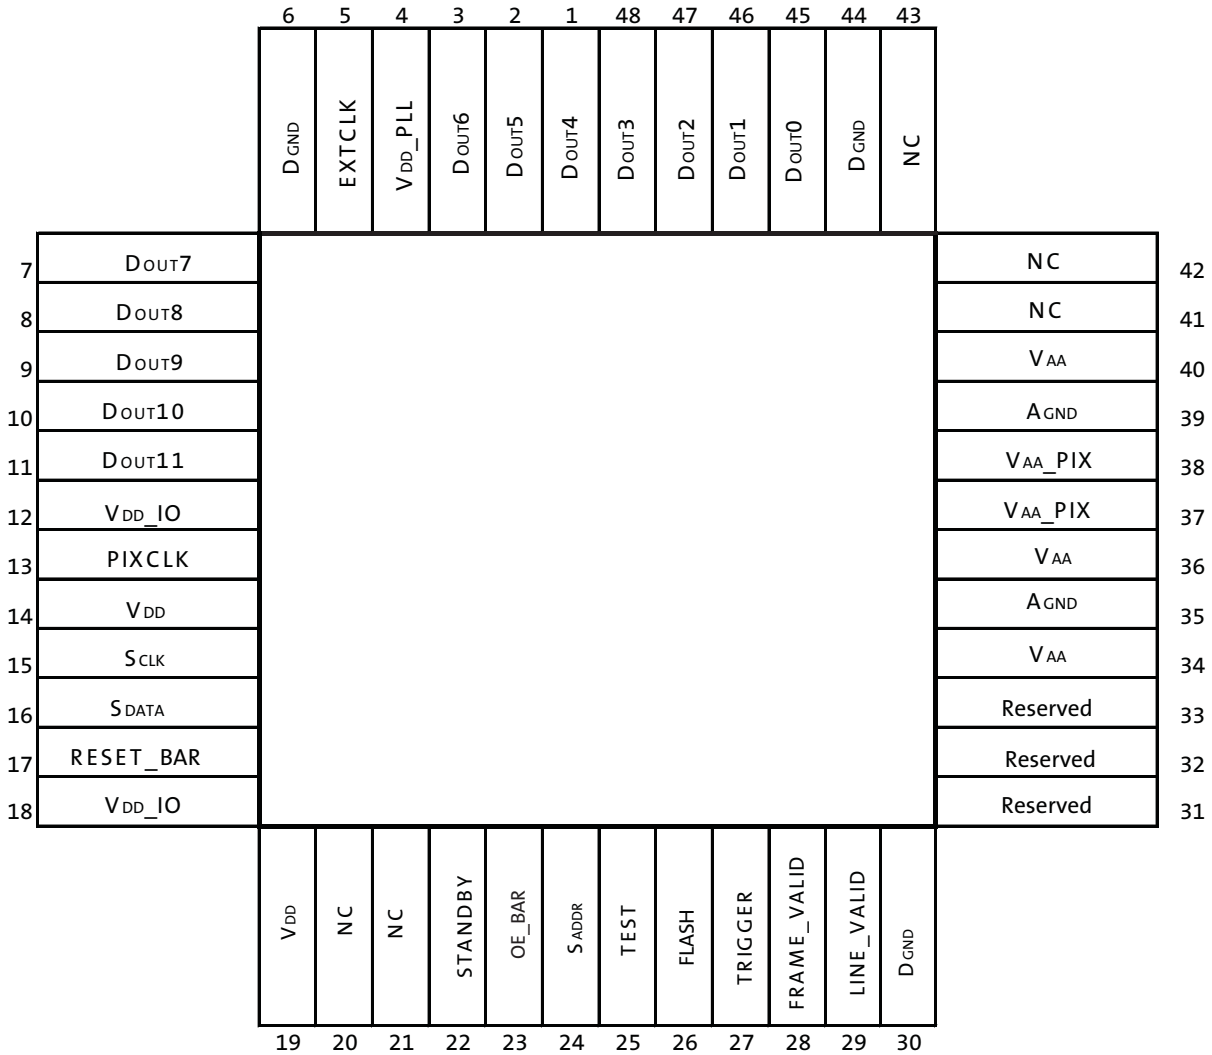 6 5 4 3 2 1 48 47 46 45 44 43
DGND
EXTCLK
VDD_PLL
DOUT6
DOUT5
DOUT4
DOUT3
DOUT2
DOUT1
DOUT0
DGND
NC
7 DOUT7
8 DOUT8
9 DOUT9
10 DOUT10
11 DOUT11
12 VDD_IO
13 PIXCLK
14 VDD
15 SCLK
16 SDATA
17 RESET_BAR
18 VDD_IO
NC 42
NC 41
VAA 40
AGND 39
VAA_PIX 38
VAA_PIX 37
VAA 36
AGND 35
VAA 34
Reserved 33
Reserved 32
Reserved 31
VDD
NC
NC
STANDBY
OE_BAR
SADDR
TEST
FLASH
TRIGGER
FRAME_VALID
LINE_VALID
DGND
19 20 21 22 23 24 25 26 27 28 29 30